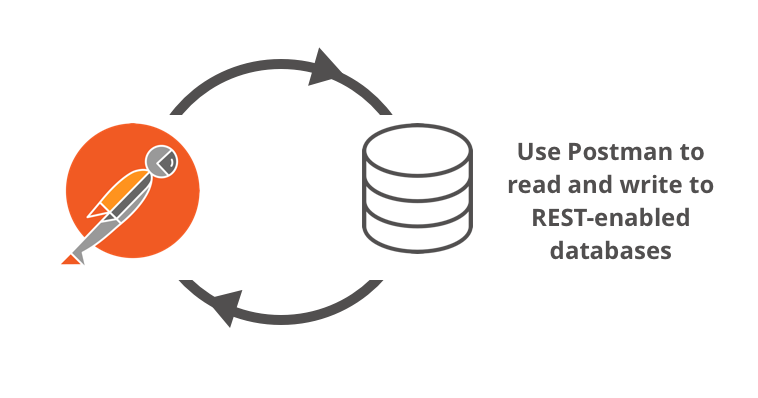 Use Postman to
read and write to
REST-enabled
databases